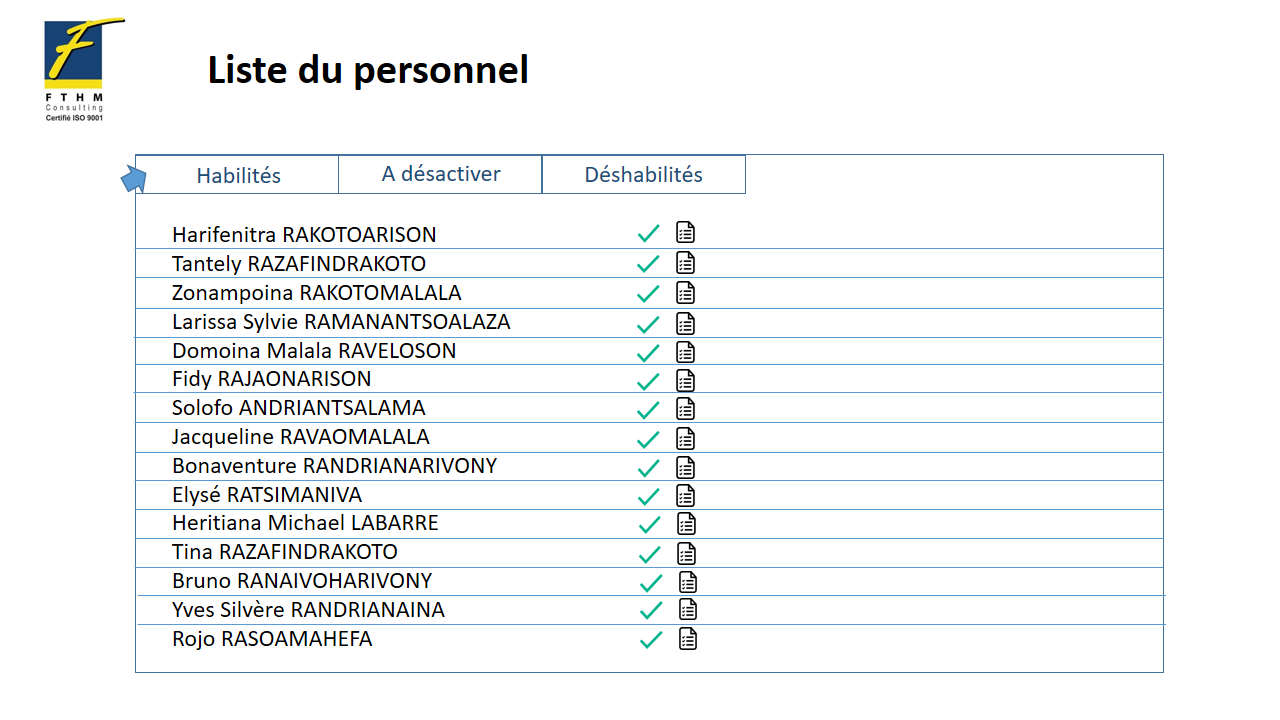 F T H M
Consulting
Certifié ISO 9001
Liste du personnel
Habilités
A désactiver
Déshabilités
Harifenitra RAKOTOARISON
Tantely RAZAFINDRAKOTO
Zonampoina RAKOTOMALALA
Larissa Sylvie RAMANANTSOALAZA
Domoina Malala RAVELOSON
Fidy RAJAONARISON
Solofo ANDRIANTSALAMA
Jacqueline RAVAOMALALA
Bonaventure RANDRIANARIVONY
Elysé RATSIMANIVA
Heritiana Michael LABARRE
Tina RAZAFINDRAKOTO
Bruno RANAIVOHARIVONY
Yves Silvère RANDRIANAINA
Rojo RASOAMAHEFA